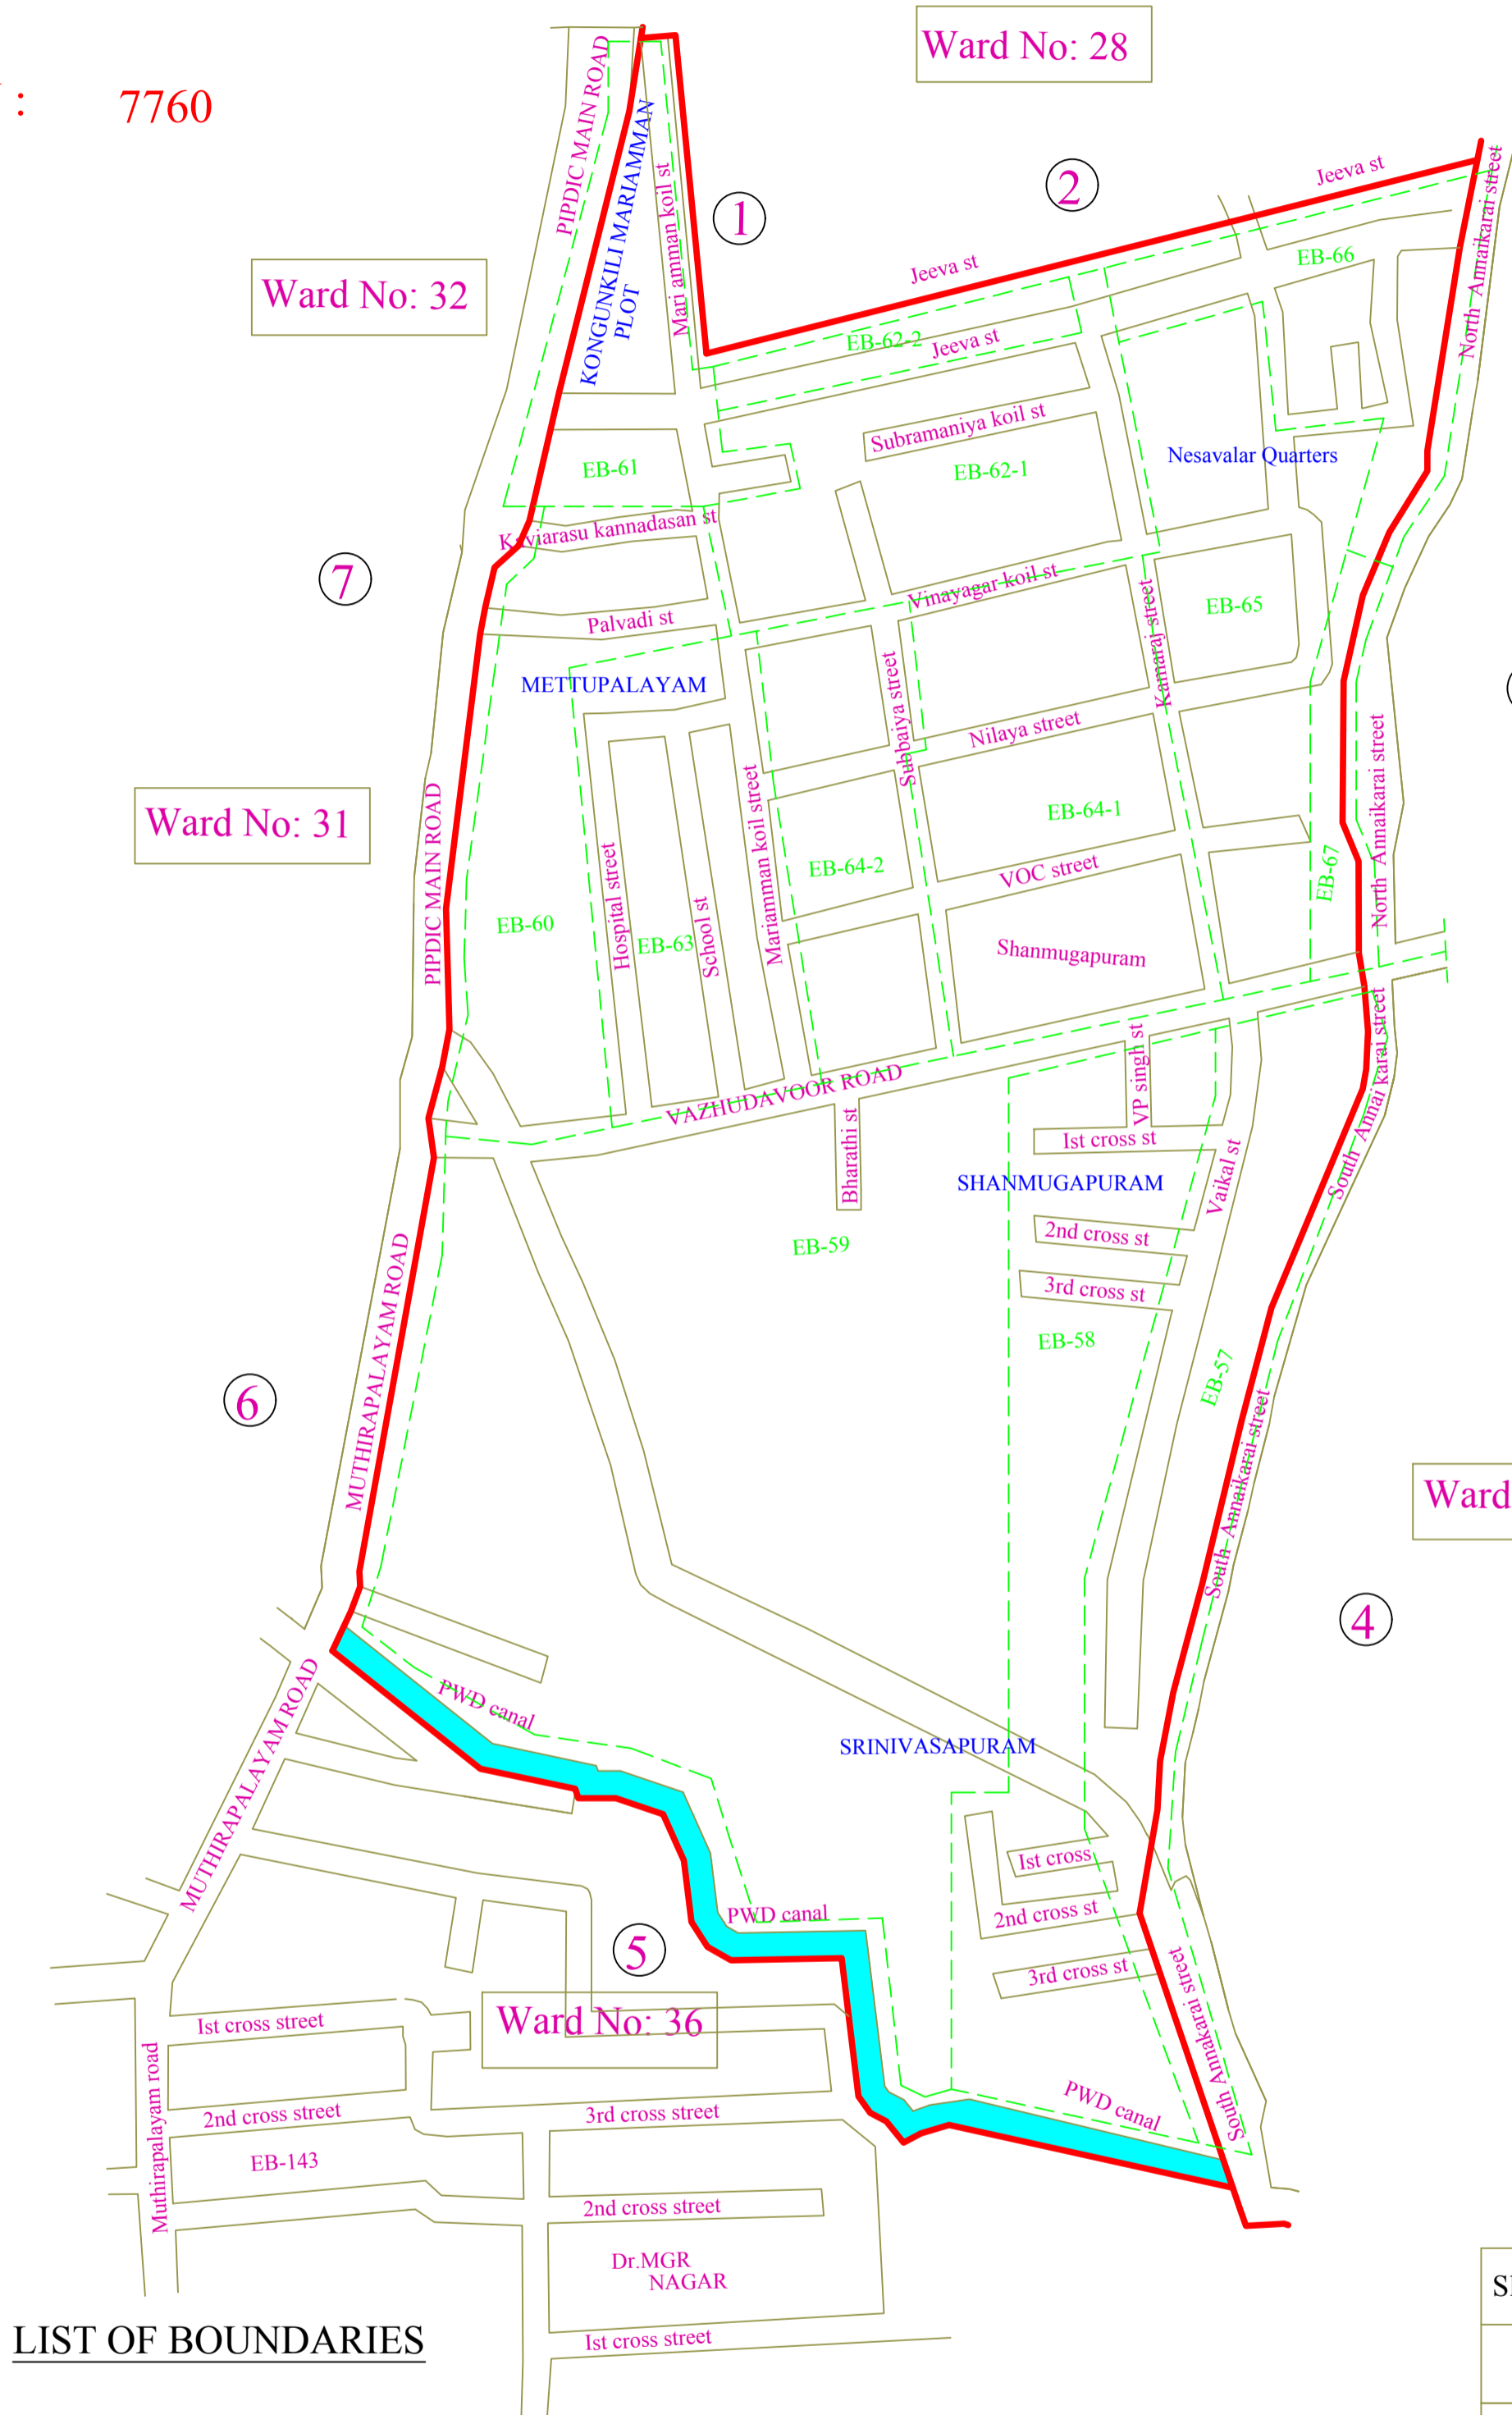 Ward No: 28
: 7760
PIPDIC MAIN ROAD
KONGUNKILI MARIAMMAN
PLOT
Mari amman koil st
1
2
Jeeva st
North Annaikarai street
Jeeva st
EB-66
Ward No: 32
EB-62-2
Jeeva st
Subramaniya koil st
EB-61
EB-62-1
Nesavalar Quarters
Kaviarasu kannadasan st
7
Vinayagar koil st
Palvadi st
Kamaraj street
EB-65
METTUPALAYAM
Subbaiya street
Nilaya street
North Annaikarai street
PIPDIC MAIN ROAD
Ward No: 31
EB-64-1
Mariamman koil street
EB-64-2
VOC street
EB-67
EB-60
Hospital street
EB-63
School st
Shanmugapuram
VAZHUDAVOOR ROAD
VP singh st
South Annai karai street
Bharathi st
Ist cross st
Vaikal st
SHANMUGAPURAM
2nd cross st
EB-59
3rd cross st
EB-58
EB-57
MUTHIRAPALAYAM ROAD
6
South Annaikarai street
Ward
4
PWD canal
MUTHIRAPALAYAM ROAD
SRINIVASAPURAM
Ist cross
PWD canal
2nd cross st
5
3rd cross st
South Annakarai street
Ward No: 36
Ist cross street
Muthirapalayam road
2nd cross street
3rd cross street
PWD canal
EB-143
2nd cross street
Dr.MGR
NAGAR
Ist cross street
LIST OF BOUNDARIES